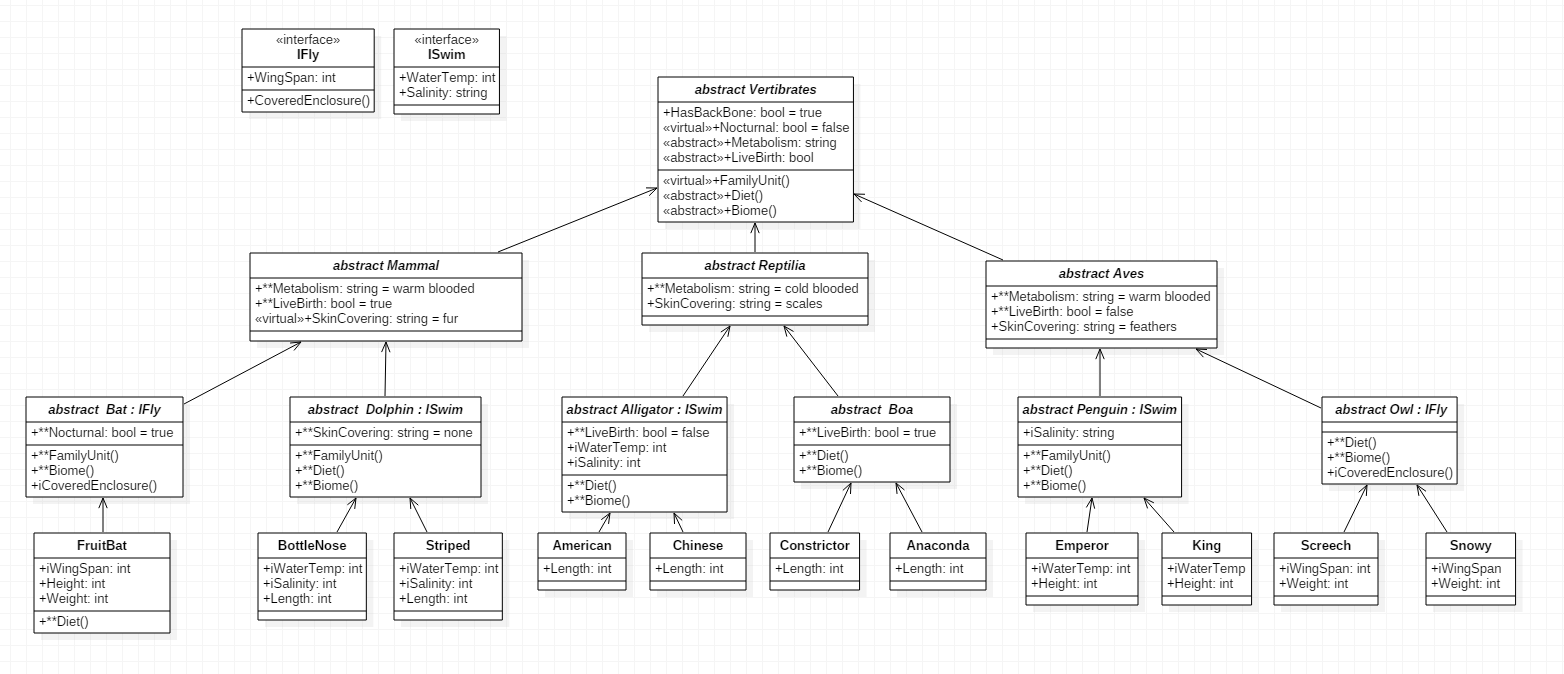 «interface»
IFly
+WingSpan: int
+CoveredEnclosure()
«interface»
ISwim
+WaterTemp: int
+Salinity: string
abstract Vertibrates
+HasBackBone: bool = true
«virtual»+Nocturnal: bool = false
«abstract»+Metabolism: string
«abstract»+LiveBirth: bool
«virtual»+FamilyUnit()
«abstract»+Diet()
«abstract»+Biome()
abstract Mammal
+**Metabolism: string = warm blooded
+**LiveBirth: bool = true
«virtual»+SkinCovering: string = fur
abstract Reptilia
+**Metabolism: string = cold blooded
+SkinCovering: string = scales
abstract Aves
+**Metabolism: string = warm blooded
+**LiveBirth: bool = false
+SkinCovering: string = feathers
abstract  Bat : IFly
+**Nocturnal: bool = true
+**FamilyUnit()
+**Biome()
+iCoveredEnclosure()
abstract  Dolphin : ISwim
+**SkinCovering: string = none
+**FamilyUnit()
+**Diet()
+**Biome()
abstract Alligator : ISwim
+**LiveBirth: bool = false
+iWaterTemp: int
+iSalinity: int
+**Diet()
+**Biome()
abstract  Boa
+**LiveBirth: bool = true
+**Diet()
+**Biome()
abstract Penguin : ISwim
+iSalinity: string
+**FamilyUnit()
+**Diet()
+**Biome()
abstract Owl : IFly
+**Diet()
+**Biome()
+iCoveredEnclosure()
FruitBat
+iWingSpan: int
+Height: int
+Weight: int
+**Diet()
BottleNose
+iWaterTemp: int
+iSalinity: int
+Length: int
Striped
+iWaterTemp: int
+iSalinity: int
+Length: int
American
+Length: int
Chinese
+Length: int
Constrictor
+Length: int
Anaconda
+Length: int
Emperor
+iWaterTemp: int
+Height: int
King
+iWaterTemp
+Height: int
Screech
+iWingSpan: int
+Weight: int
Snowy
+iWingSpan
+Weight: int